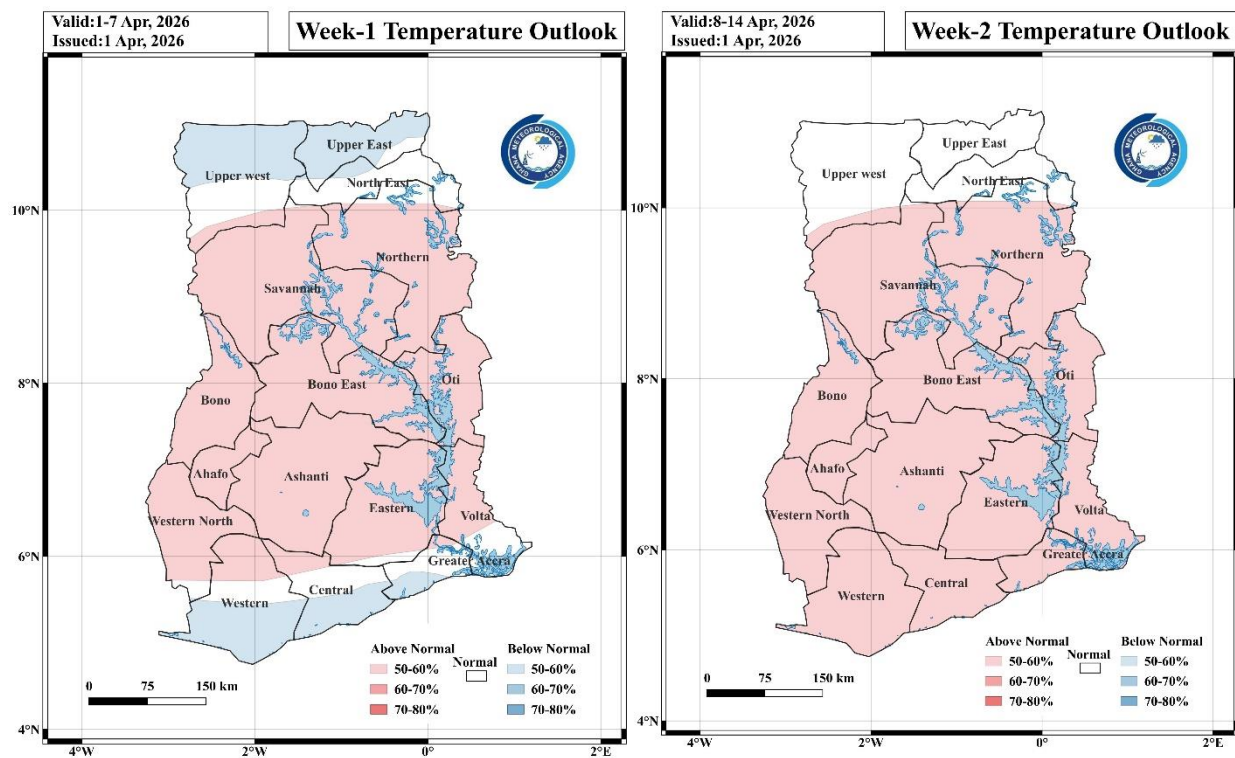 Valid:1-7 Apr, 2026
Issued:1 Apr, 2026
Week-1 Temperature Outlook
GHANA METEOROLOGICAL AGENCY
Upper East
Upper west
North East
10°N
Northern
Savannah
8°N
Bono East
Oti
Bono
Ahafo
Ashanti
Western North
Eastern
Volta
6°N
Greater Accra
Western
Central
Above Normal
Normal
Below Normal
50-60%
50-60%
60-70%
60-70%
70-80%
70-80%
0 75 150 km
4°N
4°W 2°W 0° 2°E
Valid:8-14 Apr, 2026
Issued:1 Apr, 2026
Week-2 Temperature Outlook
GHANA METEOROLOGICAL AGENCY
Upper East
Upper west
North East
10°N
Northern
Savannah
8°N
Bono East
Oti
Bono
Ahafo
Ashanti
Western North
Eastern
Volta
6°N
Greater Accra
Western
Central
Above Normal
Normal
Below Normal
50-60%
50-60%
60-70%
60-70%
70-80%
70-80%
0 75 150 km
4°N
4°W 2°W 0° 2°E